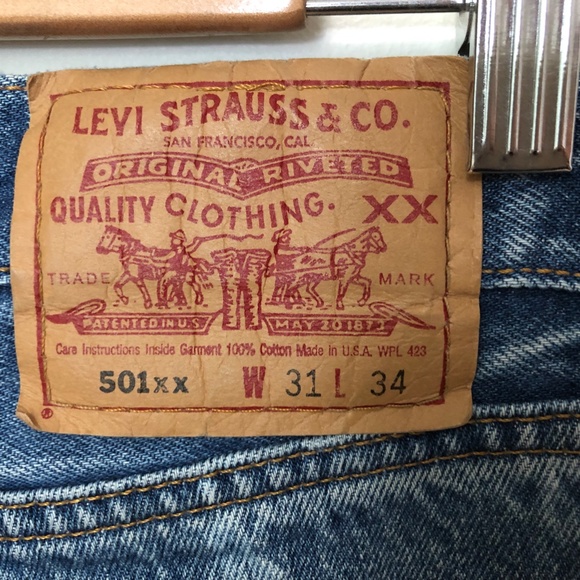 LEVI STRAUSS & CO.
SAN FRANCISCO, CAL
ORIGINAL RIVETED
QUALITY CLOTHING. XX
TRADE MARK
PATENTED IN U.S. MAY 20 1873
Care Instructions Inside Garment 100% Cotton Made in U.S.A. WPL 423
501xx W 31 L 34
®